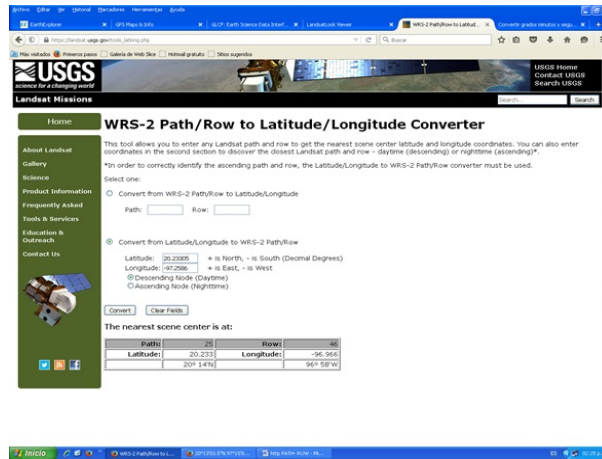 Archivo Editar Ver Historial Marcadores Herramientas Ayuda
EarthExplorer
GPS Maps & Info
GLCF: Earth Science Data Interf...
LandsatLook Viewer
WRS-2 Path/Row to Latitud...
Convertir grados minutos y segu...
https://landsat.usgs.gov/tools_latlong.php
Buscar
Más visitados Primeros pasos Galería de Web Slice Hotmail gratuito Sitios sugeridos
USGS
science for a changing world
USGS Home
Contact USGS
Search USGS
Landsat Missions
Search...
Search
Home
About Landsat
Gallery
Science
Product Information
Frequently Asked
Tools & Services
Education &
Outreach
Contact Us
WRS-2 Path/Row to Latitude/Longitude Converter
This tool allows you to enter any Landsat path and row to get the nearest scene center latitude and longitude coordinates. You can also enter
coordinates in the second section to discover the closest Landsat path and row - daytime (descending) or nighttime (ascending)*.
*In order to correctly identify the ascending path and row, the Latitude/Longitude to WRS-2 Path/Row converter must be used.
Select one:
Convert from WRS-2 Path/Row to Latitude/Longitude
Path: Row:
Convert from Latitude/Longitude to WRS-2 Path/Row
Latitude: 20.23305 + is North, - is South (Decimal Degrees)
Longitude: -97.2586 + is East, - is West
Descending Node (Daytime)
Ascending Node (Nighttime)
Convert Clear Fields
The nearest scene center is at:
Path: 25 Row: 46
Latitude: 20.233 Longitude: -96.966
20º 14'N 96º 58'W
Inicio
WRS-2 Path/Row to L...
http PATH- ROW - Mi...
ES